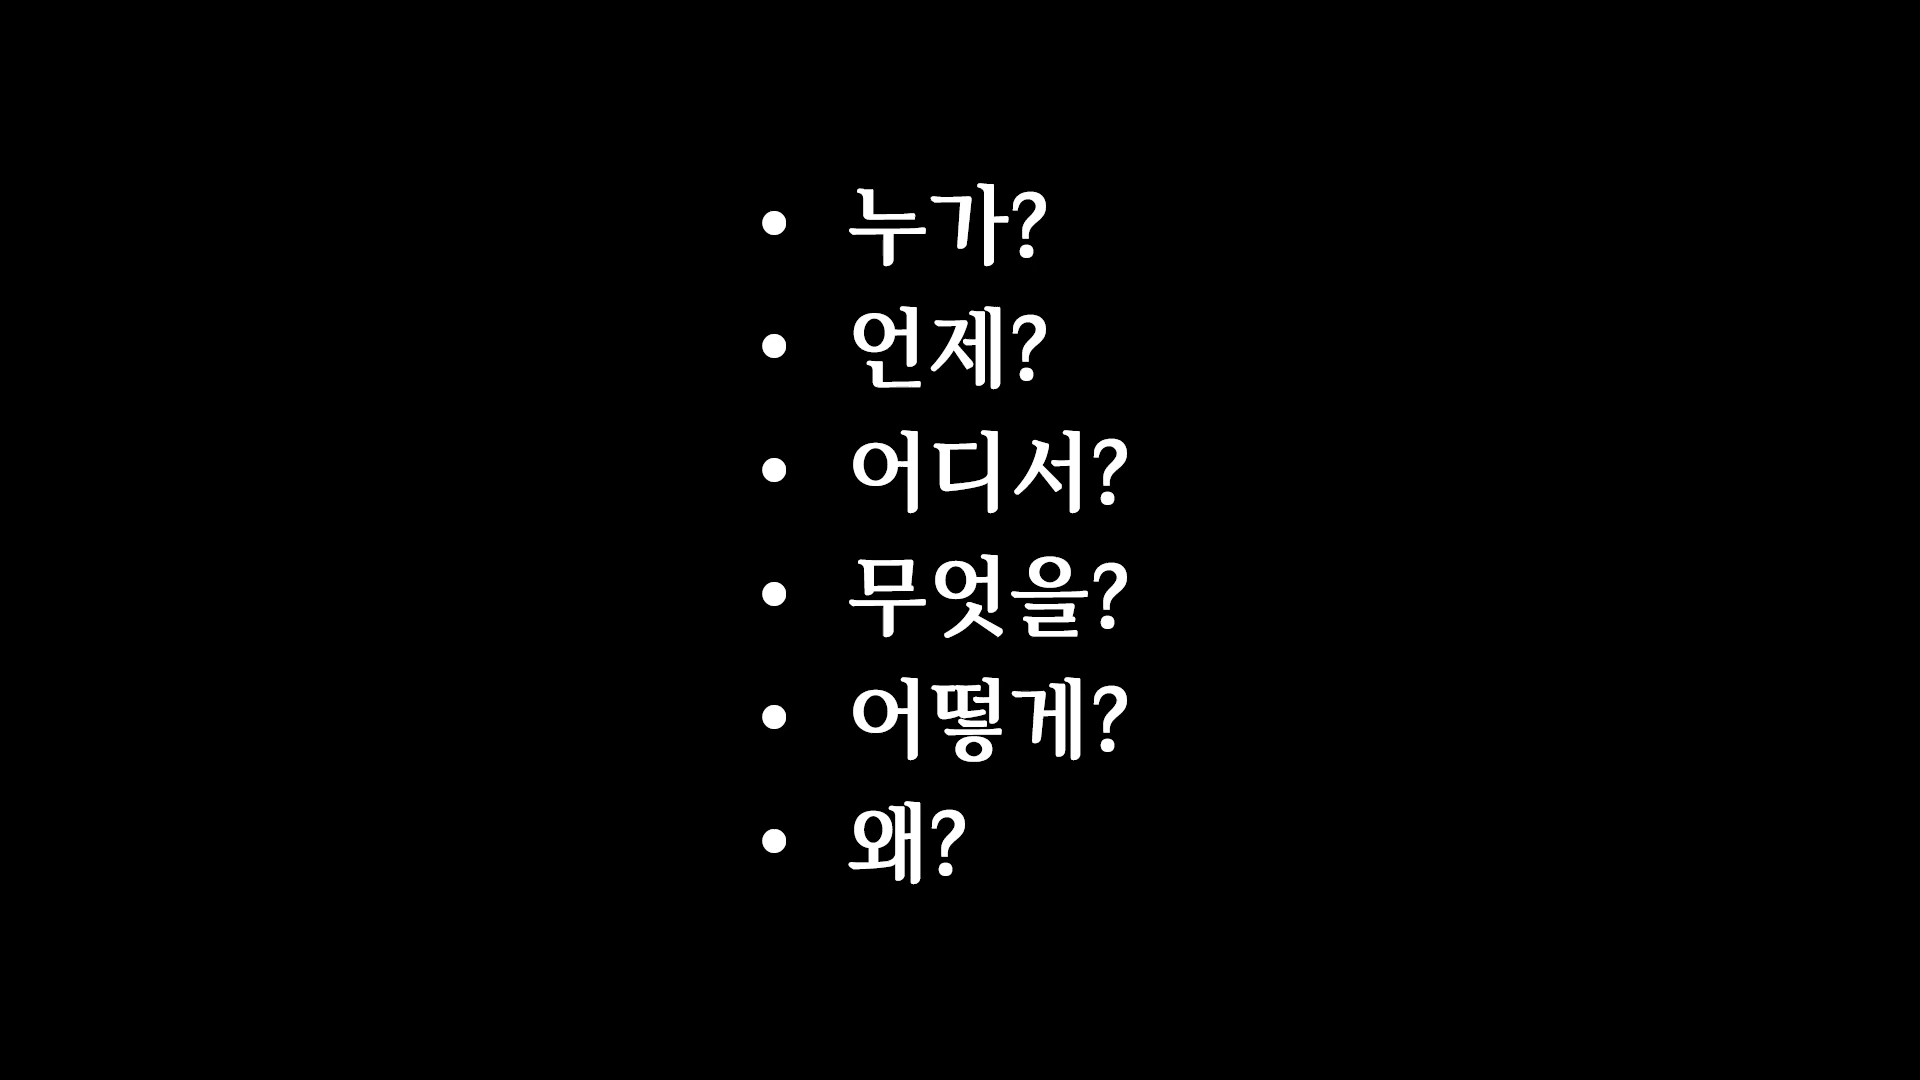 • 누가?
• 언제?
• 어디서?
• 무엇을?
• 어떻게?
• 왜?